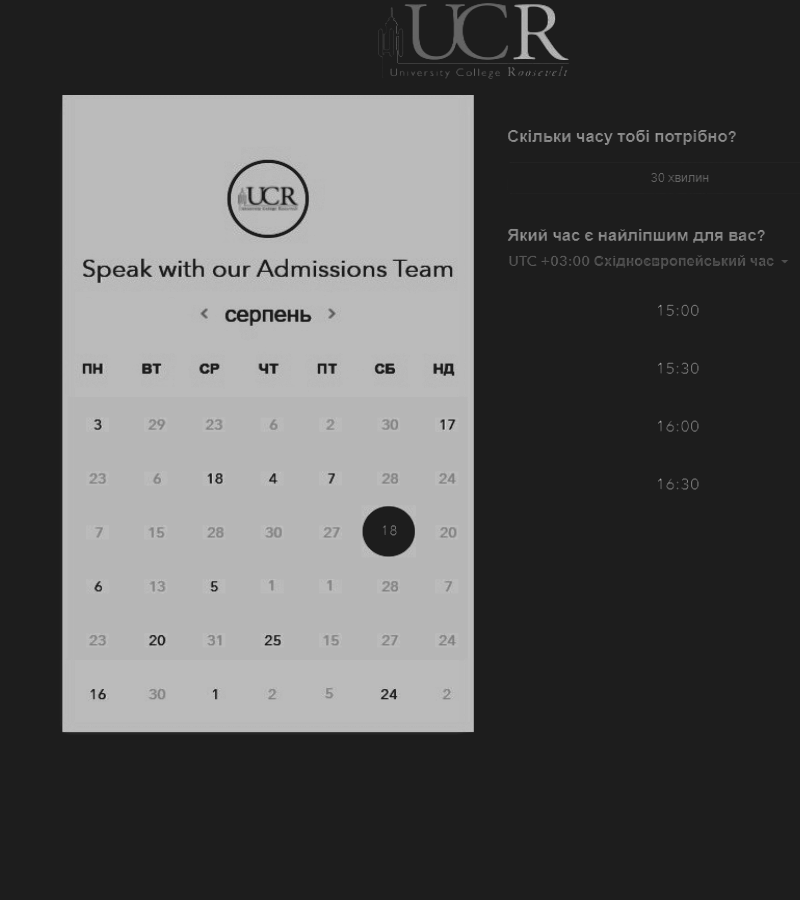 UCR
University College Roosevelt
UCR
University College Roosevelt
Speak with our Admissions Team
серпень
ПН ВТ СР ЧТ ПТ СБ НД
3 29 23 6 2 30 17
23 6 18 4 7 28 24
7 15 28 30 27 18 20
6 13 5 1 1 28 7
23 20 31 25 15 27 24
16 30 1 2 5 24 2
Скільки часу тобі потрібно?
30 хвилин
Який час є найліпшим для вас?
UTC +03:00 Східноєвропейський час
15:00
15:30
16:00
16:30